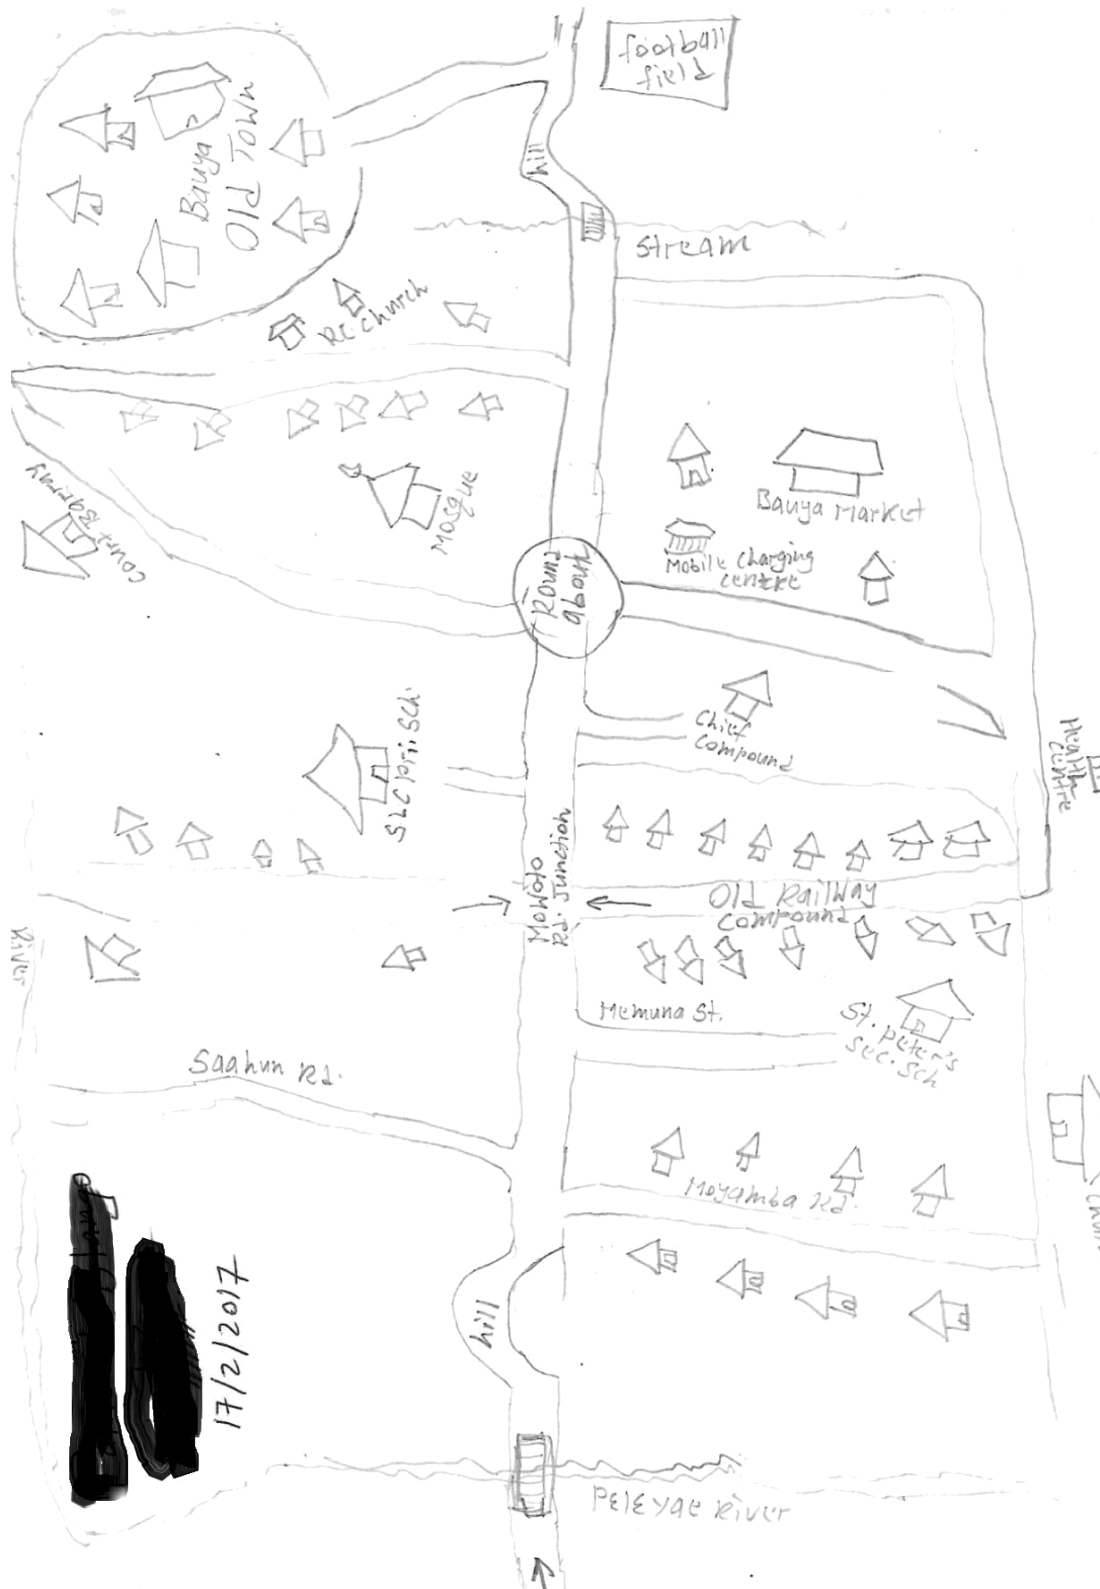 football
field
hill
Bauya
Old Town
Stream
RC. Church
Mosque
Court Barray
Bauya Market
Mobile Charging
centre
Round
about
Chief
Compound
SLC Pri. Sch.
Health
Centre
Mowoto
Rd. Junction
Old Railway
Compound
River
Memuna St.
St. Peter's
Sec. Sch
Saahun Rd.
Moyamba Rd.
hill
17/2/2017
Peleyae River